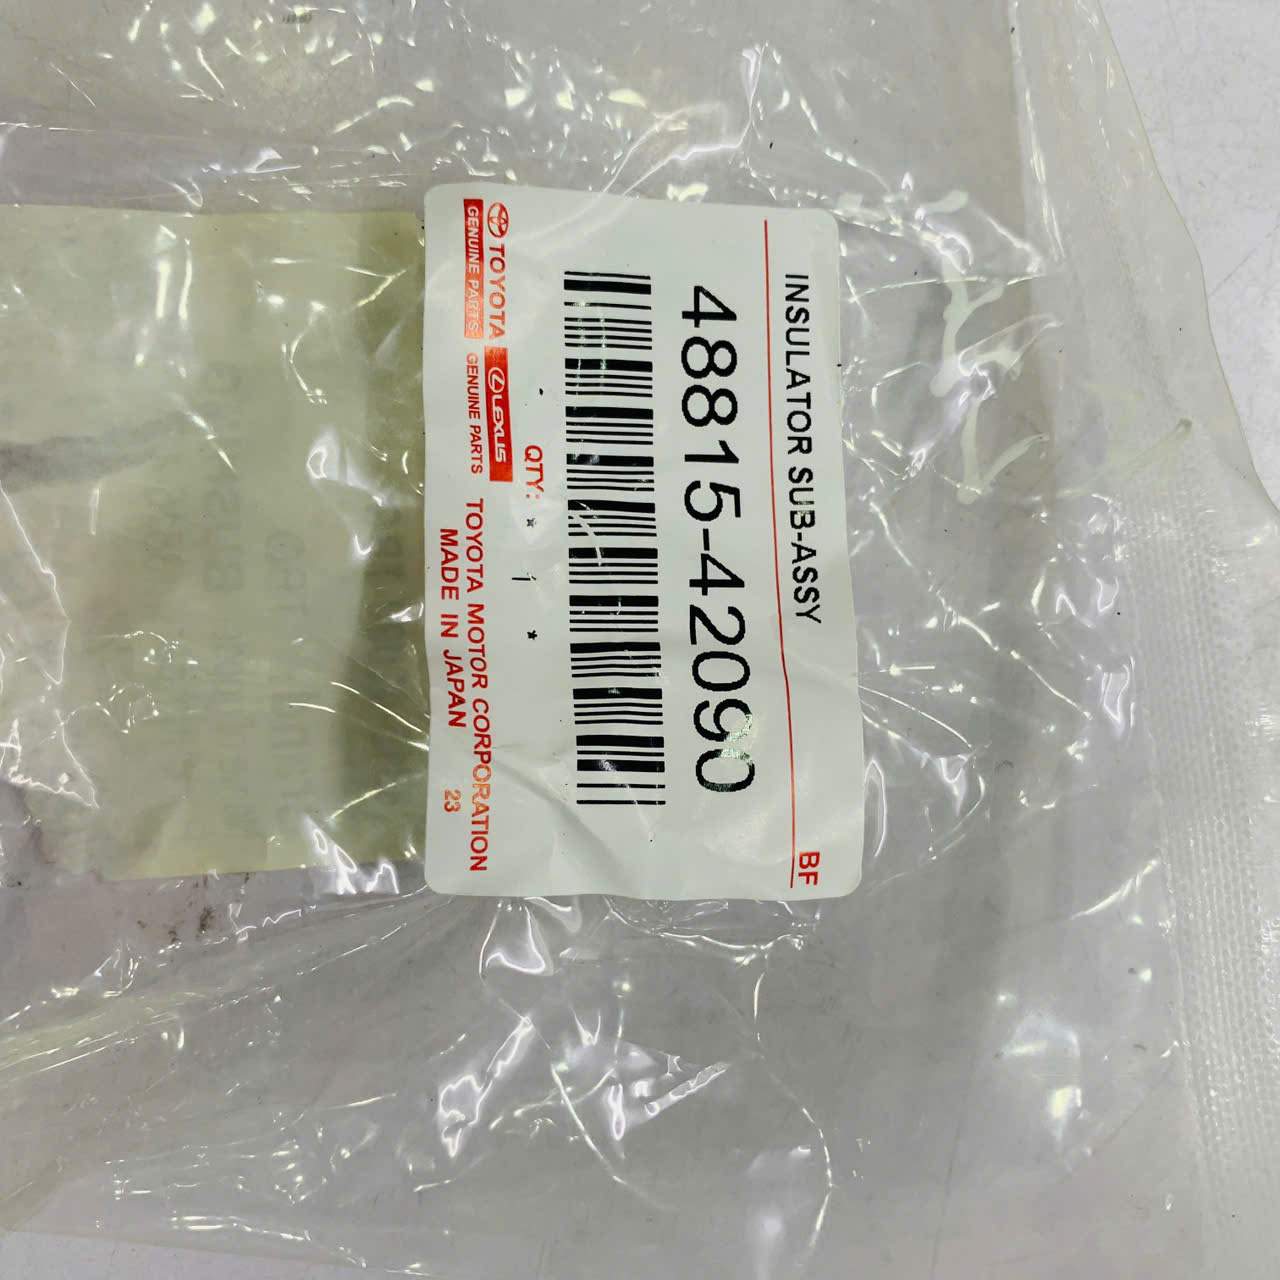 INSULATOR SUB-ASSY
BF
48815-42090
QTY: * 1 *
TOYOTA LEXUS
GENUINE PARTS GENUINE PARTS
TOYOTA MOTOR CORPORATION
MADE IN JAPAN 23